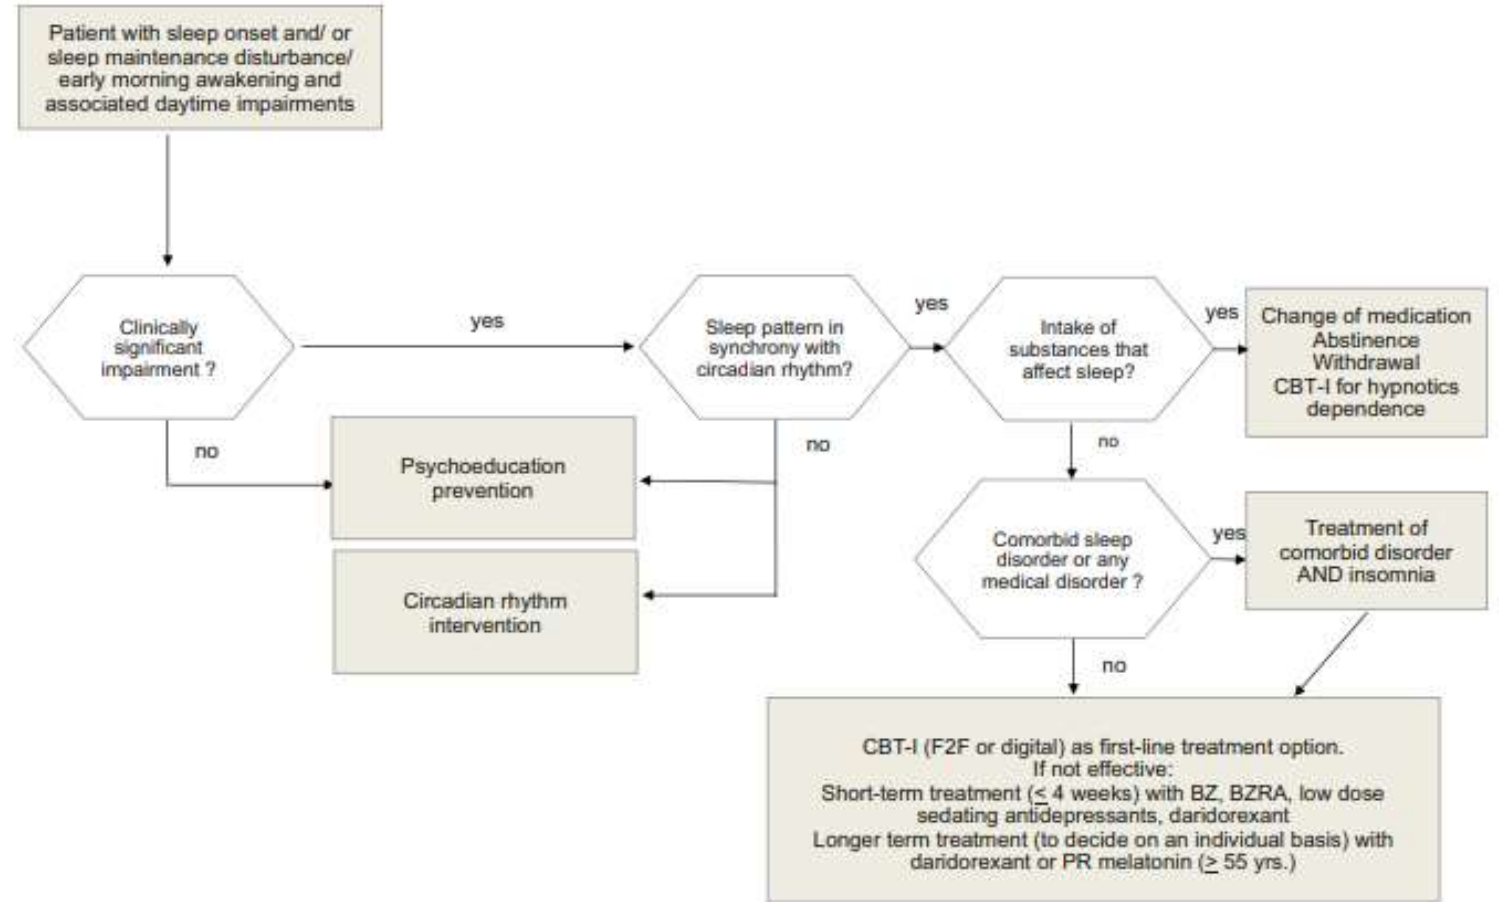 Patient with sleep onset and/ or
sleep maintenance disturbance/
early morning awakening and
associated daytime impairments
Clinically
significant
impairment ?
yes
Sleep pattern in
synchrony with
circadian rhythm?
yes
Intake of
substances that
affect sleep?
yes
Change of medication
Abstinence
Withdrawal
CBT-I for hypnotics
dependence
no
Psychoeducation
prevention
no
Circadian rhythm
intervention
no
Comorbid sleep
disorder or any
medical disorder ?
yes
Treatment of
comorbid disorder
AND insomnia
no
CBT-I (F2F or digital) as first-line treatment option.
If not effective:
Short-term treatment (≤ 4 weeks) with BZ, BZRA, low dose
sedating antidepressants, daridorexant
Longer term treatment (to decide on an individual basis) with
daridorexant or PR melatonin (≥ 55 yrs.)